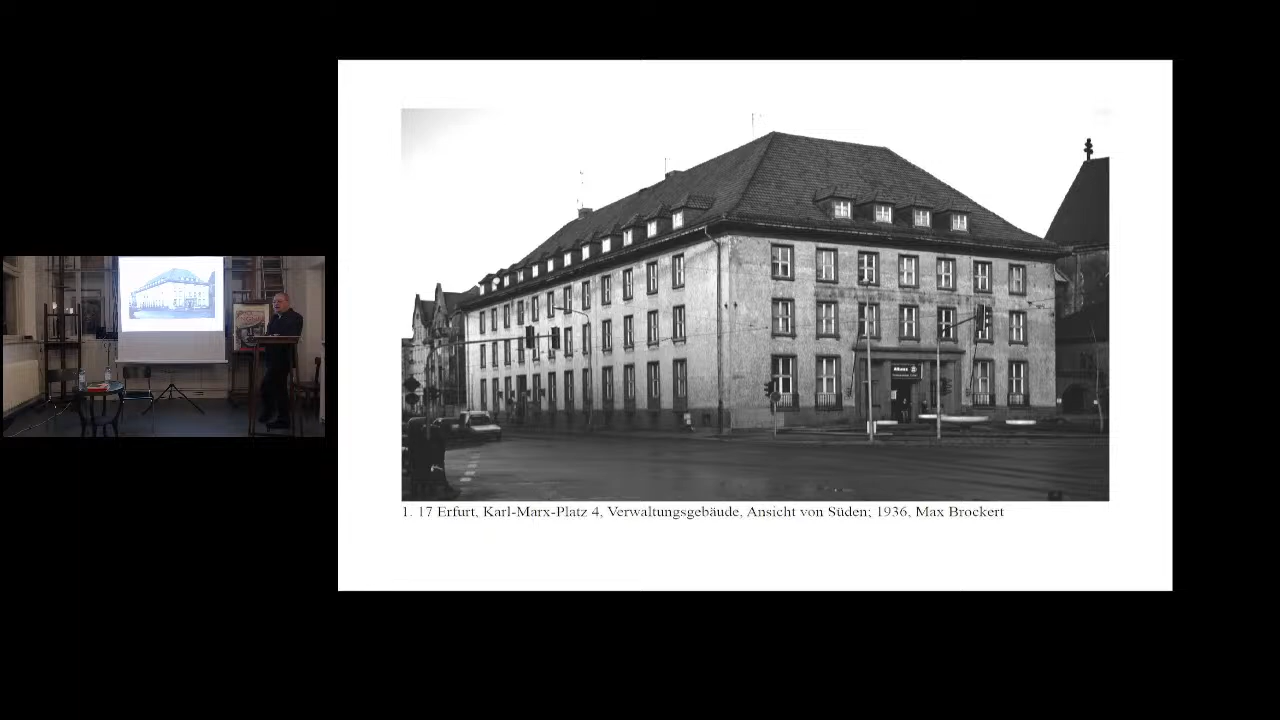 1. 17 Erfurt, Karl-Marx-Platz 4, Verwaltungsgebäude, Ansicht von Süden; 1936, Max Brockert